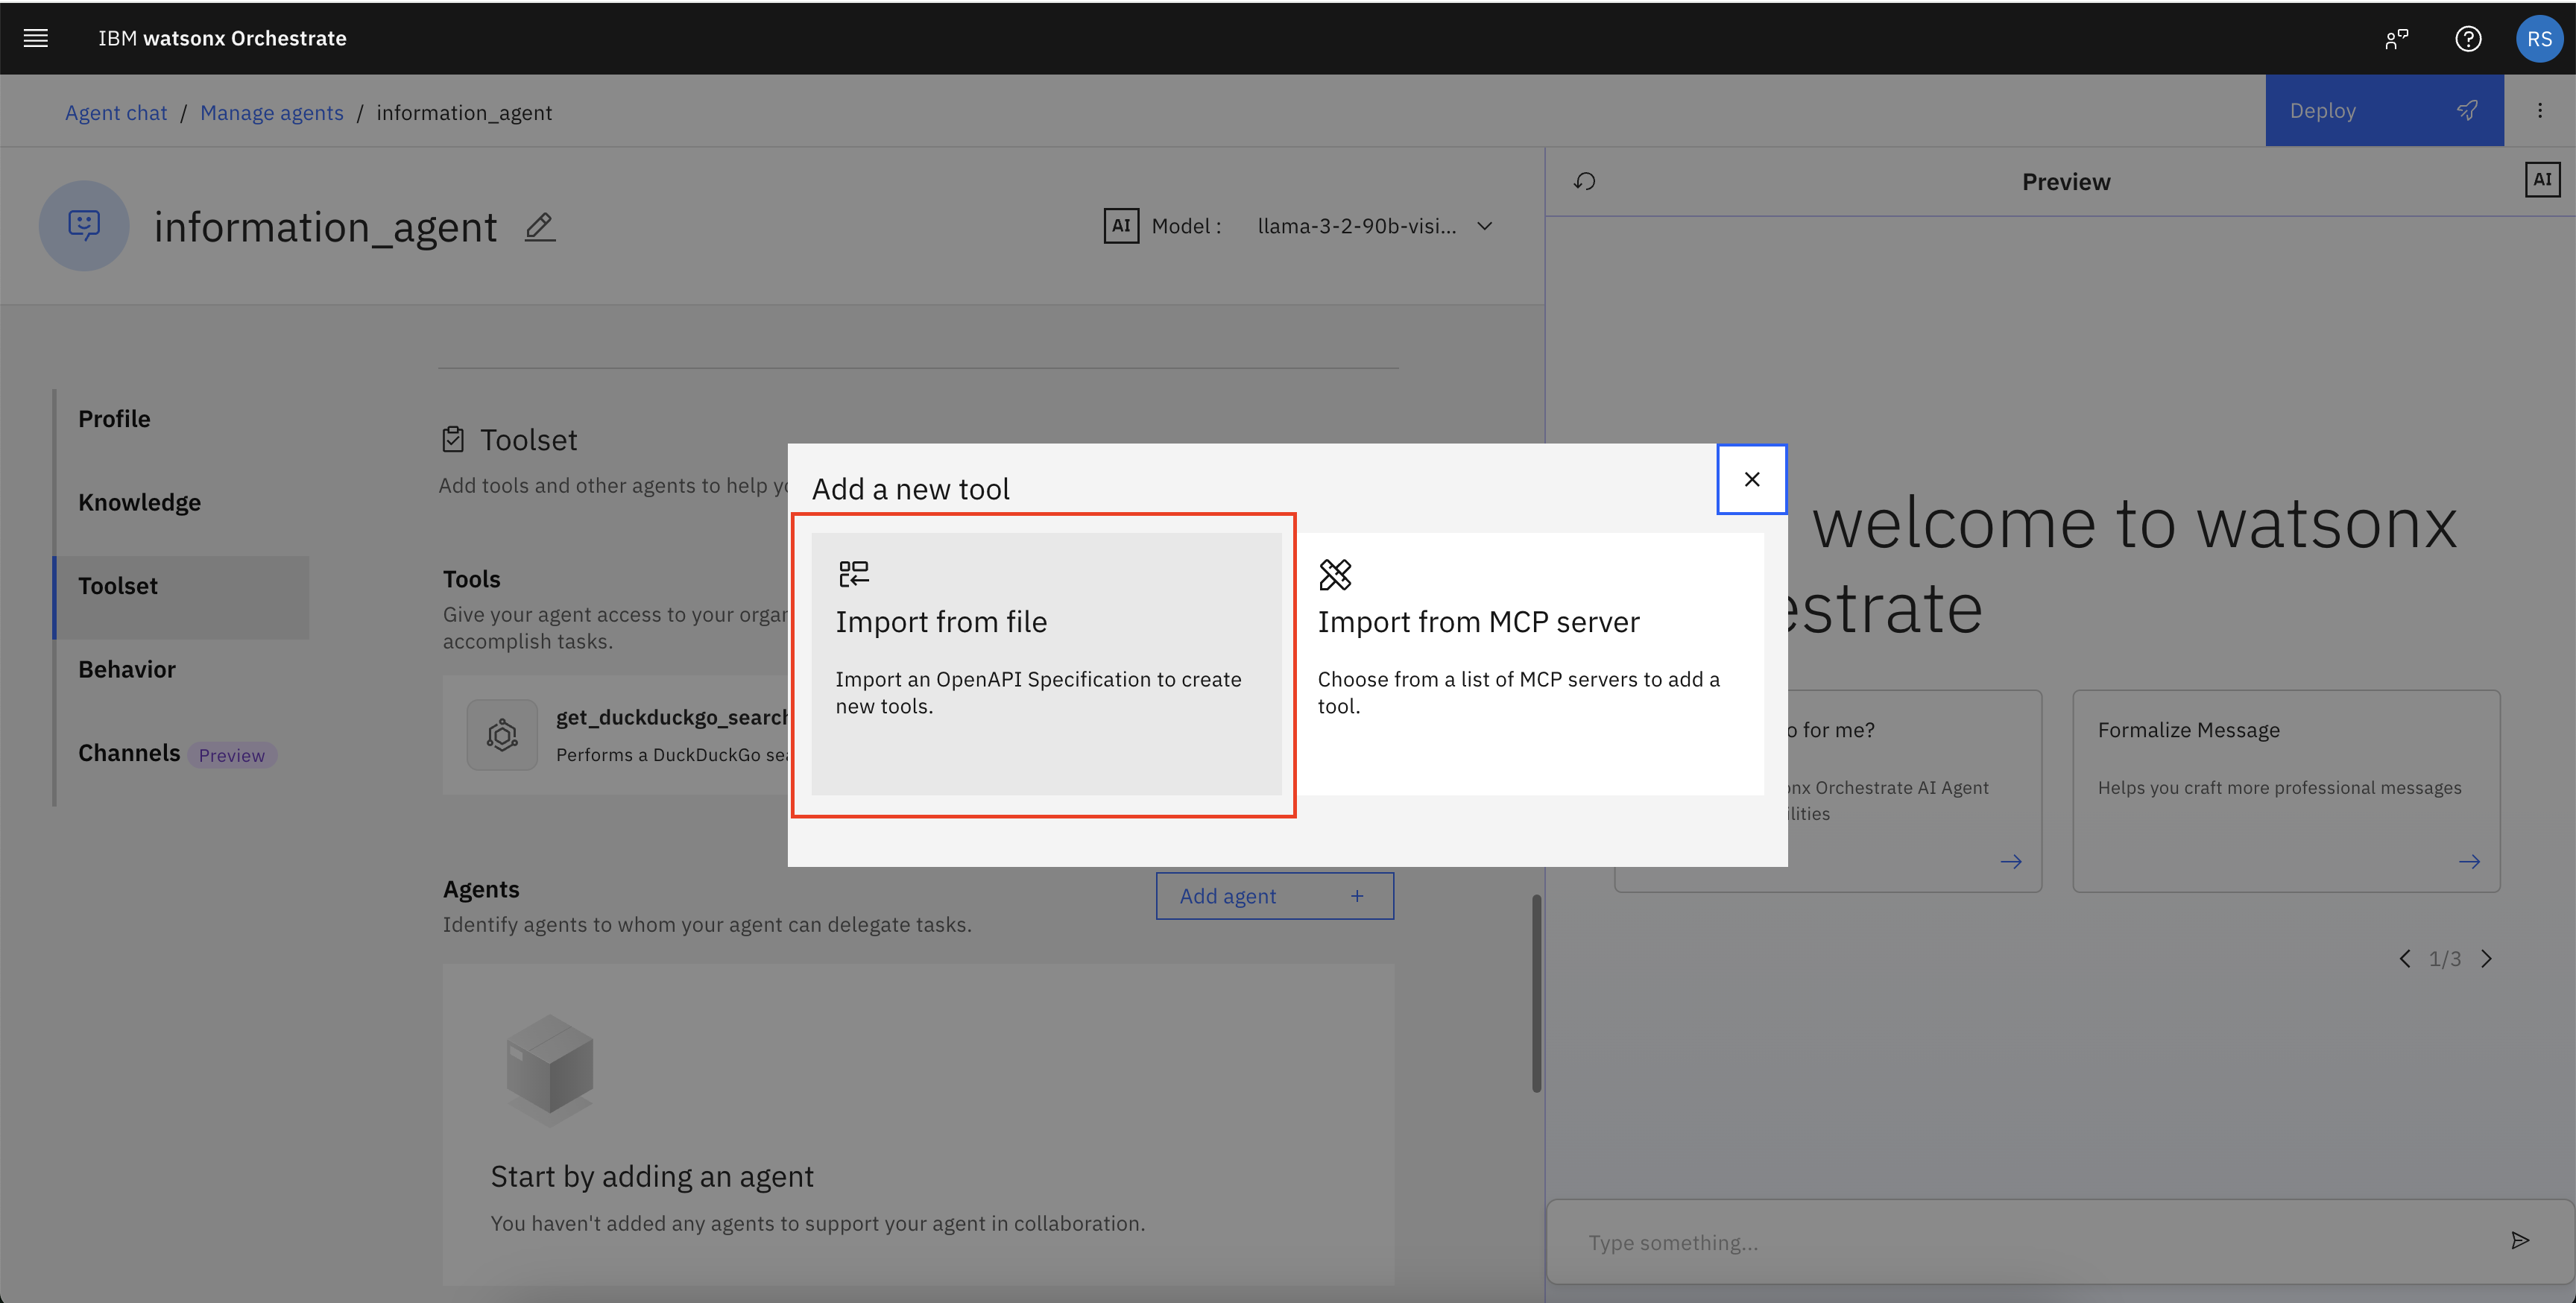 IBM watsonx Orchestrate
RS
Agent chat / Manage agents / information_agent
Deploy
information_agent
AI Model : llama-3-2-90b-visi...
Preview
AI
Profile
Knowledge
Toolset
Behavior
Channels Preview
Toolset
Add tools and other agents to help
Tools
Give your agent access to your
accomplish tasks.
get_duckduckgo_search
Performs a DuckDuckGo
Agents
Identify agents to whom your agent can delegate tasks.
Add agent +
Start by adding an agent
You haven't added any agents to support your agent in collaboration.
Add a new tool
Import from file
Import an OpenAPI Specification to create
new tools.
Import from MCP server
Choose from a list of MCP servers to add a
tool.
welcome to watsonx
estrate
for me?
Orchestrate AI Agent
Formalize Message
Helps you craft more professional messages
1/3
Type something...